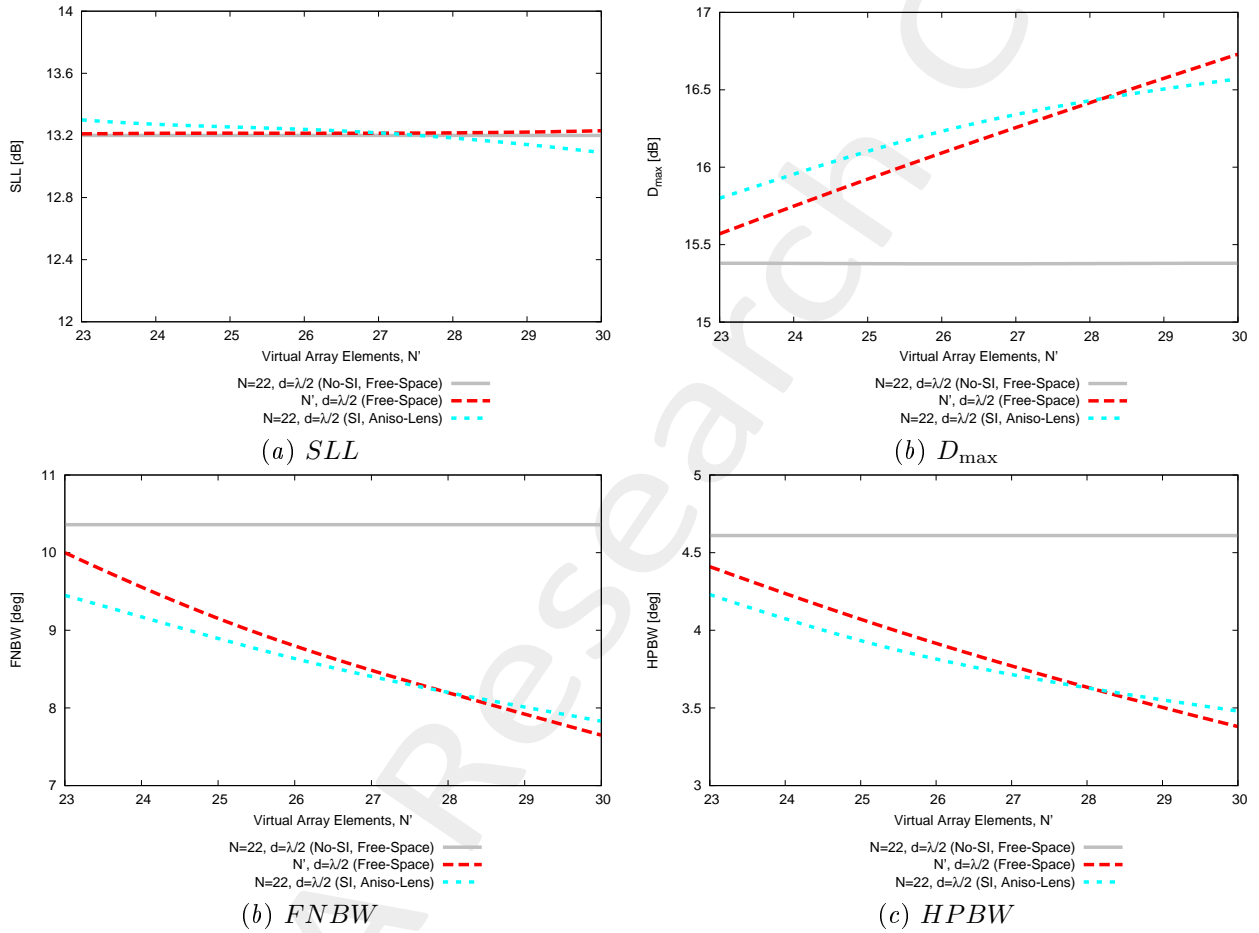 14
13.6
13.2
12.8
12.4
12
SLL [dB]
23 24 25 26 27 28 29 30
Virtual Array Elements, N'
N=22, d=λ/2 (No-SI, Free-Space)
N', d=λ/2 (Free-Space)
N=22, d=λ/2 (SI, Aniso-Lens)
(a) SLL
17
16.5
16
15.5
15
Dmax [dB]
23 24 25 26 27 28 29 30
Virtual Array Elements, N'
N=22, d=λ/2 (No-SI, Free-Space)
N', d=λ/2 (Free-Space)
N=22, d=λ/2 (SI, Aniso-Lens)
(b) Dmax
11
10
9
8
7
FNBW [deg]
23 24 25 26 27 28 29 30
Virtual Array Elements, N'
N=22, d=λ/2 (No-SI, Free-Space)
N', d=λ/2 (Free-Space)
N=22, d=λ/2 (SI, Aniso-Lens)
(b) FNBW
5
4.5
4
3.5
3
HPBW [deg]
23 24 25 26 27 28 29 30
Virtual Array Elements, N'
N=22, d=λ/2 (No-SI, Free-Space)
N', d=λ/2 (Free-Space)
N=22, d=λ/2 (SI, Aniso-Lens)
(c) HPBW
Research